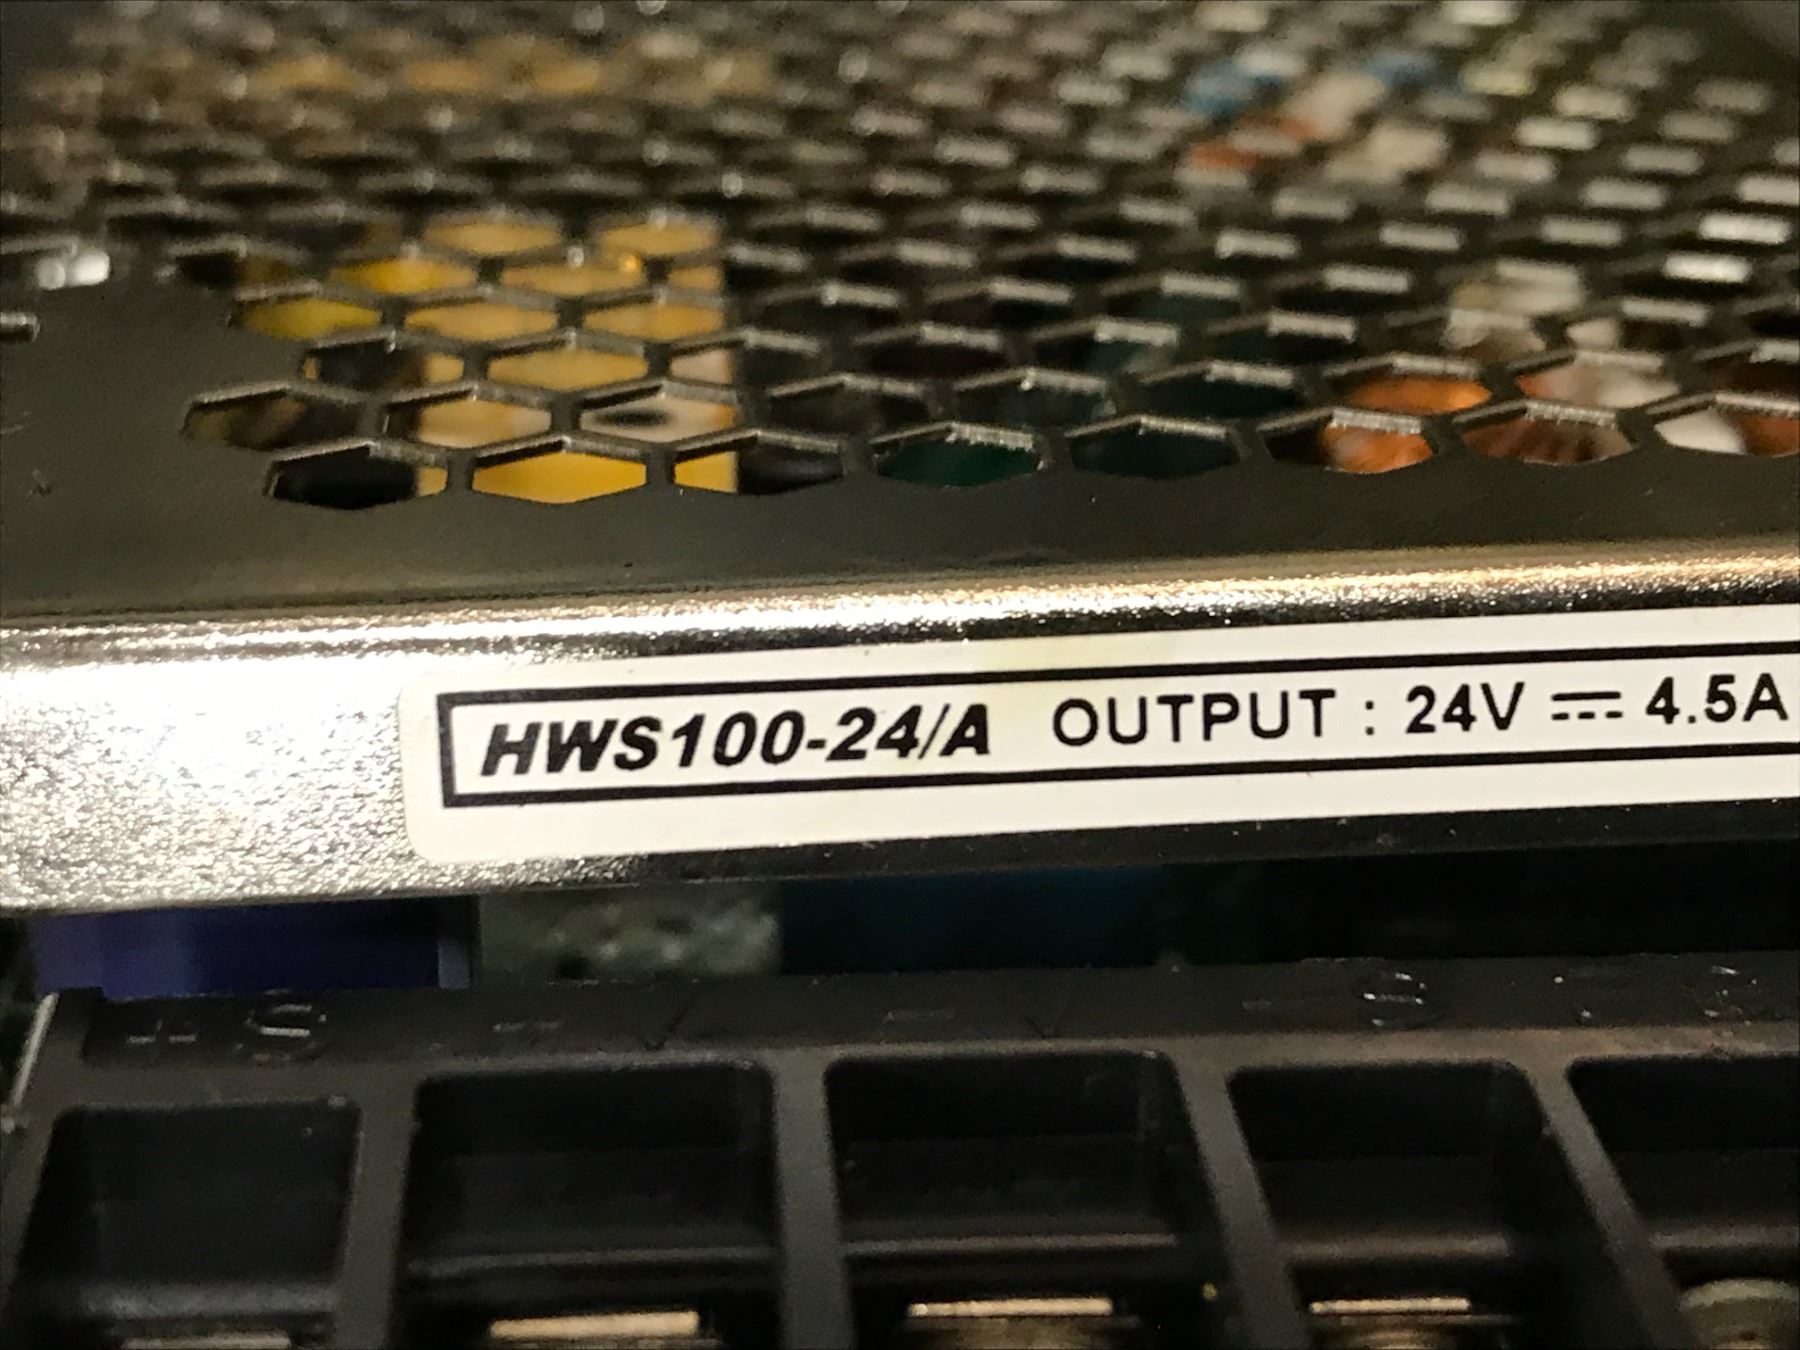 HWS100-24/A OUTPUT : 24V ⎓ 4.5A
+S + - -S